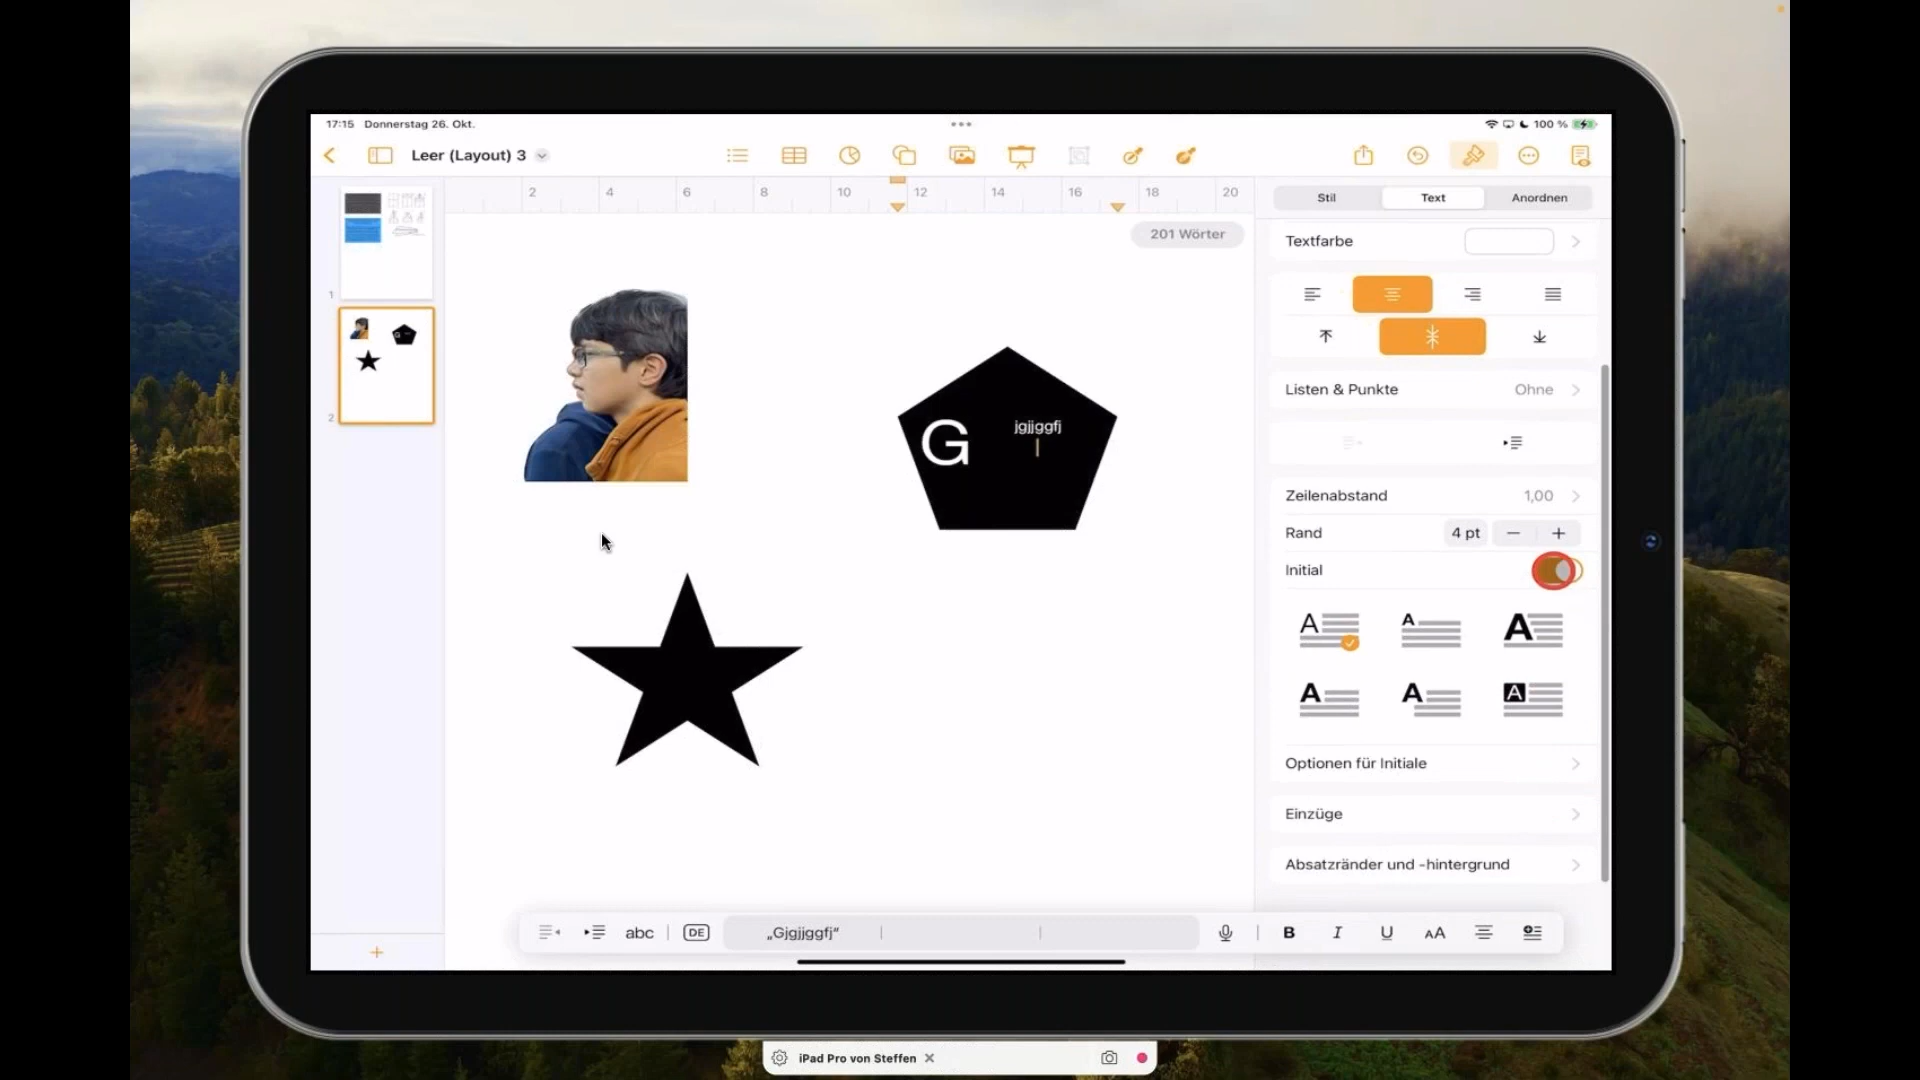 17:15 Donnerstag 26. Okt.
100 %
Leer (Layout) 3
2 4 6 8 10 12 14 16 18 20
Stil Text Anordnen
201 Wörter
Textfarbe
1
2
G jgjjggfj
Listen & Punkte Ohne
Zeilenabstand 1,00
Rand 4 pt
Initial
A A A
A A A
Optionen für Initiale
Einzüge
Absatzränder und -hintergrund
abc DE „Gjgjjggfj“ B I U AA
iPad Pro von Steffen